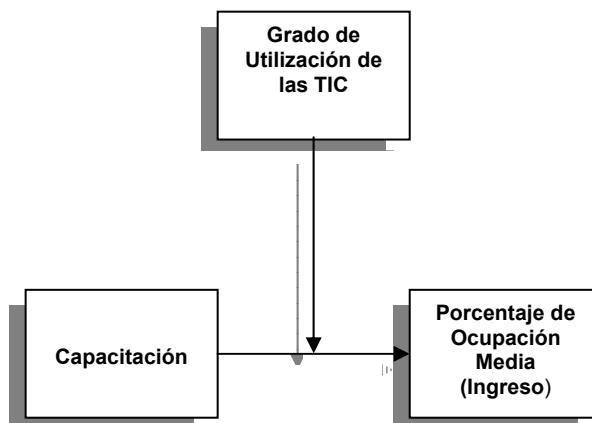 Grado de
Utilización de
las TIC
Capacitación
Porcentaje de
Ocupación
Media
(Ingreso)